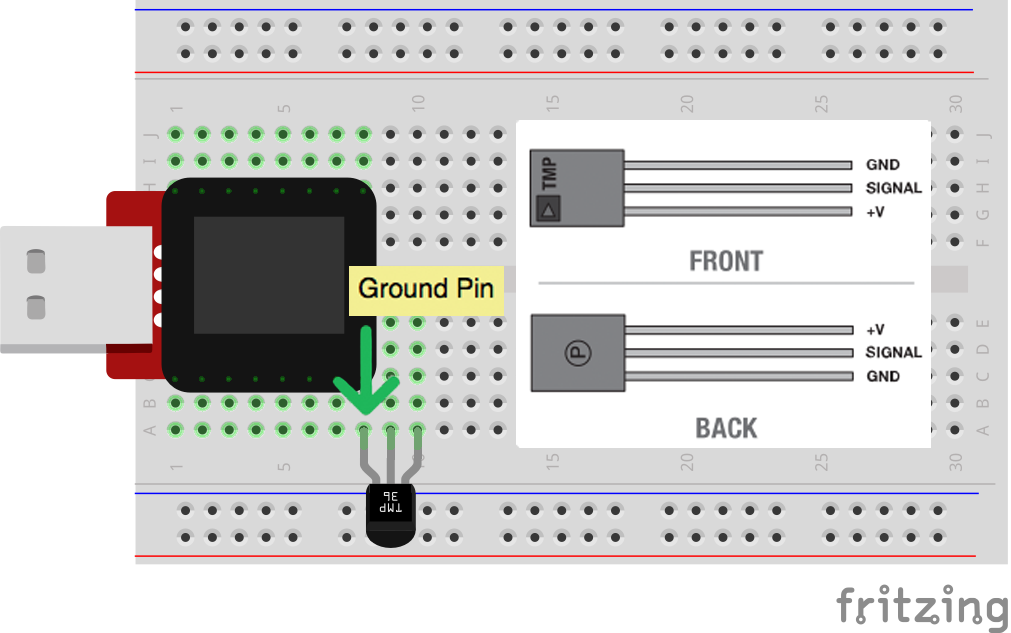 1 5 10 15 20 25 30
J J
I I
H H
G
F
TMP
GND
SIGNAL
+V
FRONT
Ground Pin
+V
SIGNAL
GND
P
BACK
E
D
C C
B B
A A
1 5 10 15 20 25 30
TMP
36
fritzing